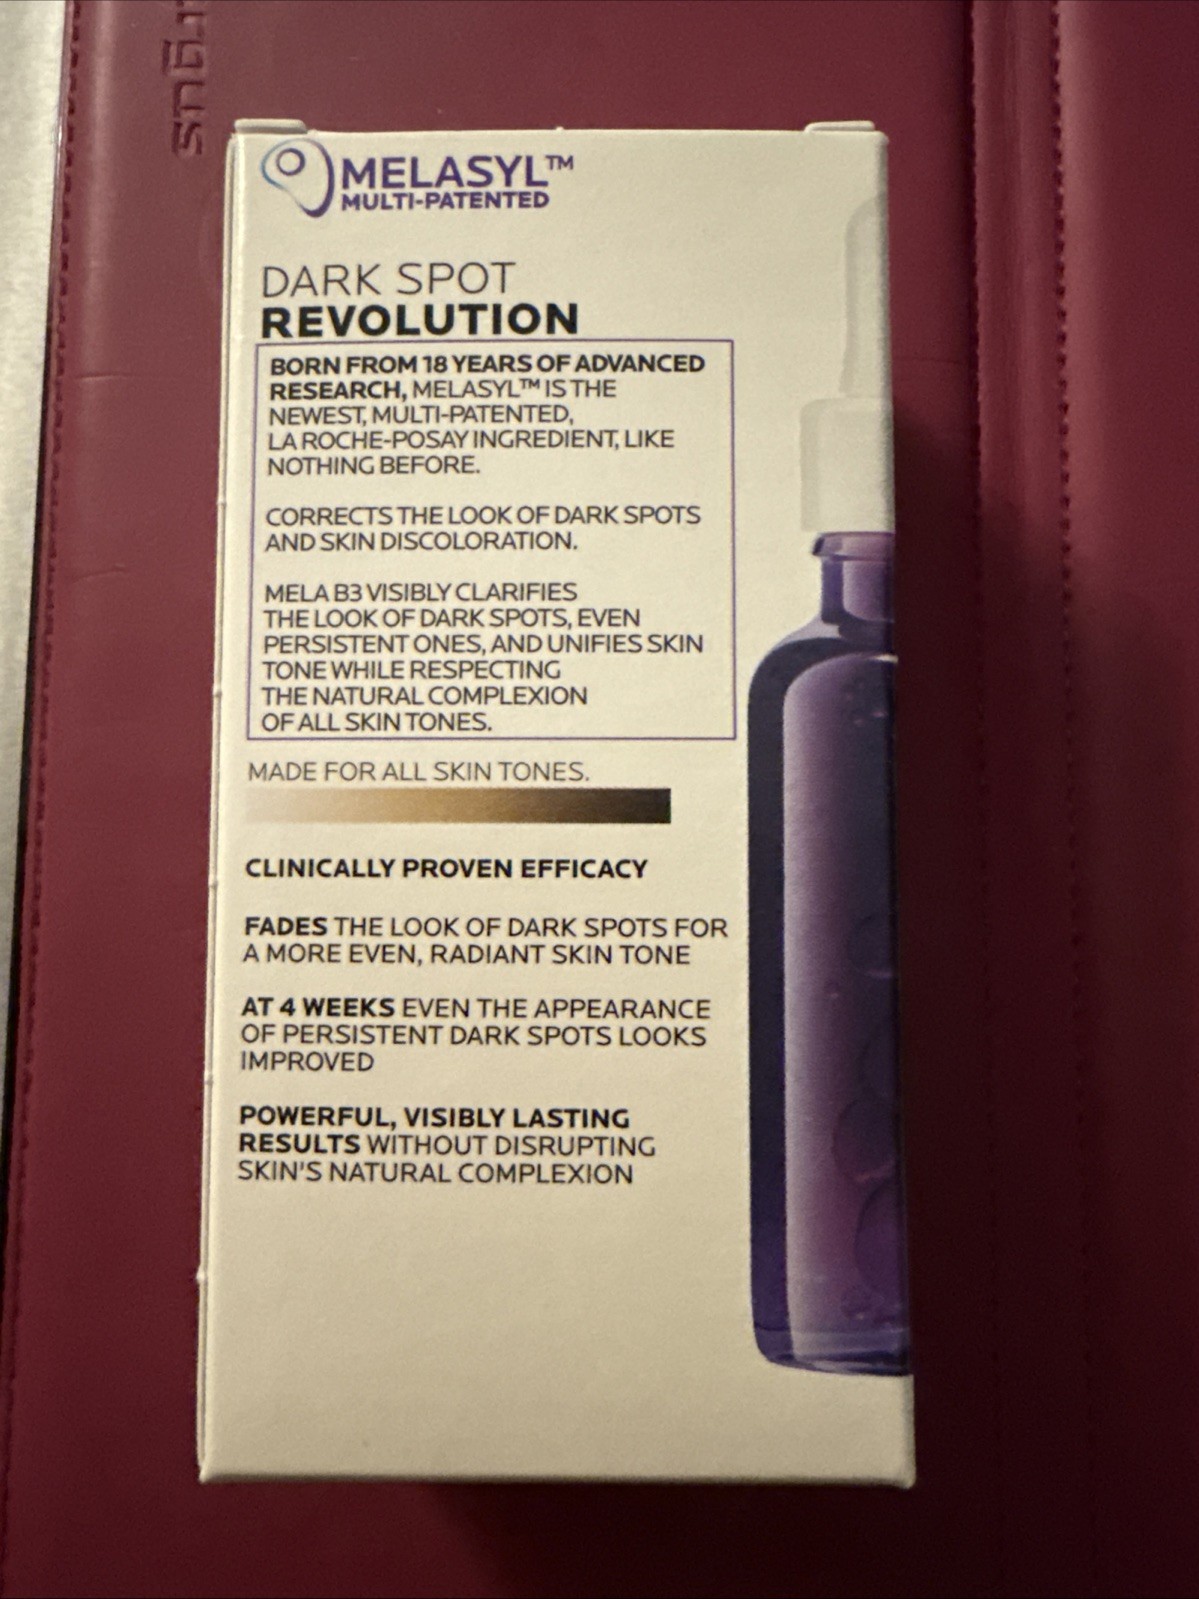 MELASYL™
MULTI-PATENTED
DARK SPOT
REVOLUTION
BORN FROM 18 YEARS OF ADVANCED
RESEARCH, MELASYL™ IS THE
NEWEST, MULTI-PATENTED,
LA ROCHE-POSAY INGREDIENT, LIKE
NOTHING BEFORE.
CORRECTS THE LOOK OF DARK SPOTS
AND SKIN DISCOLORATION.
MELA B3 VISIBLY CLARIFIES
THE LOOK OF DARK SPOTS, EVEN
PERSISTENT ONES, AND UNIFIES SKIN
TONE WHILE RESPECTING
THE NATURAL COMPLEXION
OF ALL SKIN TONES.
MADE FOR ALL SKIN TONES.
CLINICALLY PROVEN EFFICACY
FADES THE LOOK OF DARK SPOTS FOR
A MORE EVEN, RADIANT SKIN TONE
AT 4 WEEKS EVEN THE APPEARANCE
OF PERSISTENT DARK SPOTS LOOKS
IMPROVED
POWERFUL, VISIBLY LASTING
RESULTS WITHOUT DISRUPTING
SKIN'S NATURAL COMPLEXION